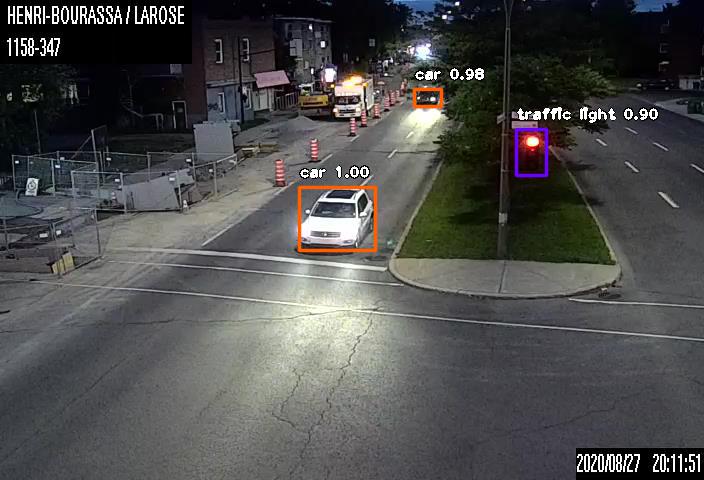 HENRI-BOURASSA / LAROSE
1158-347
car 0.98
traffic light 0.90
car 1.00
2020/08/27 20:11:51